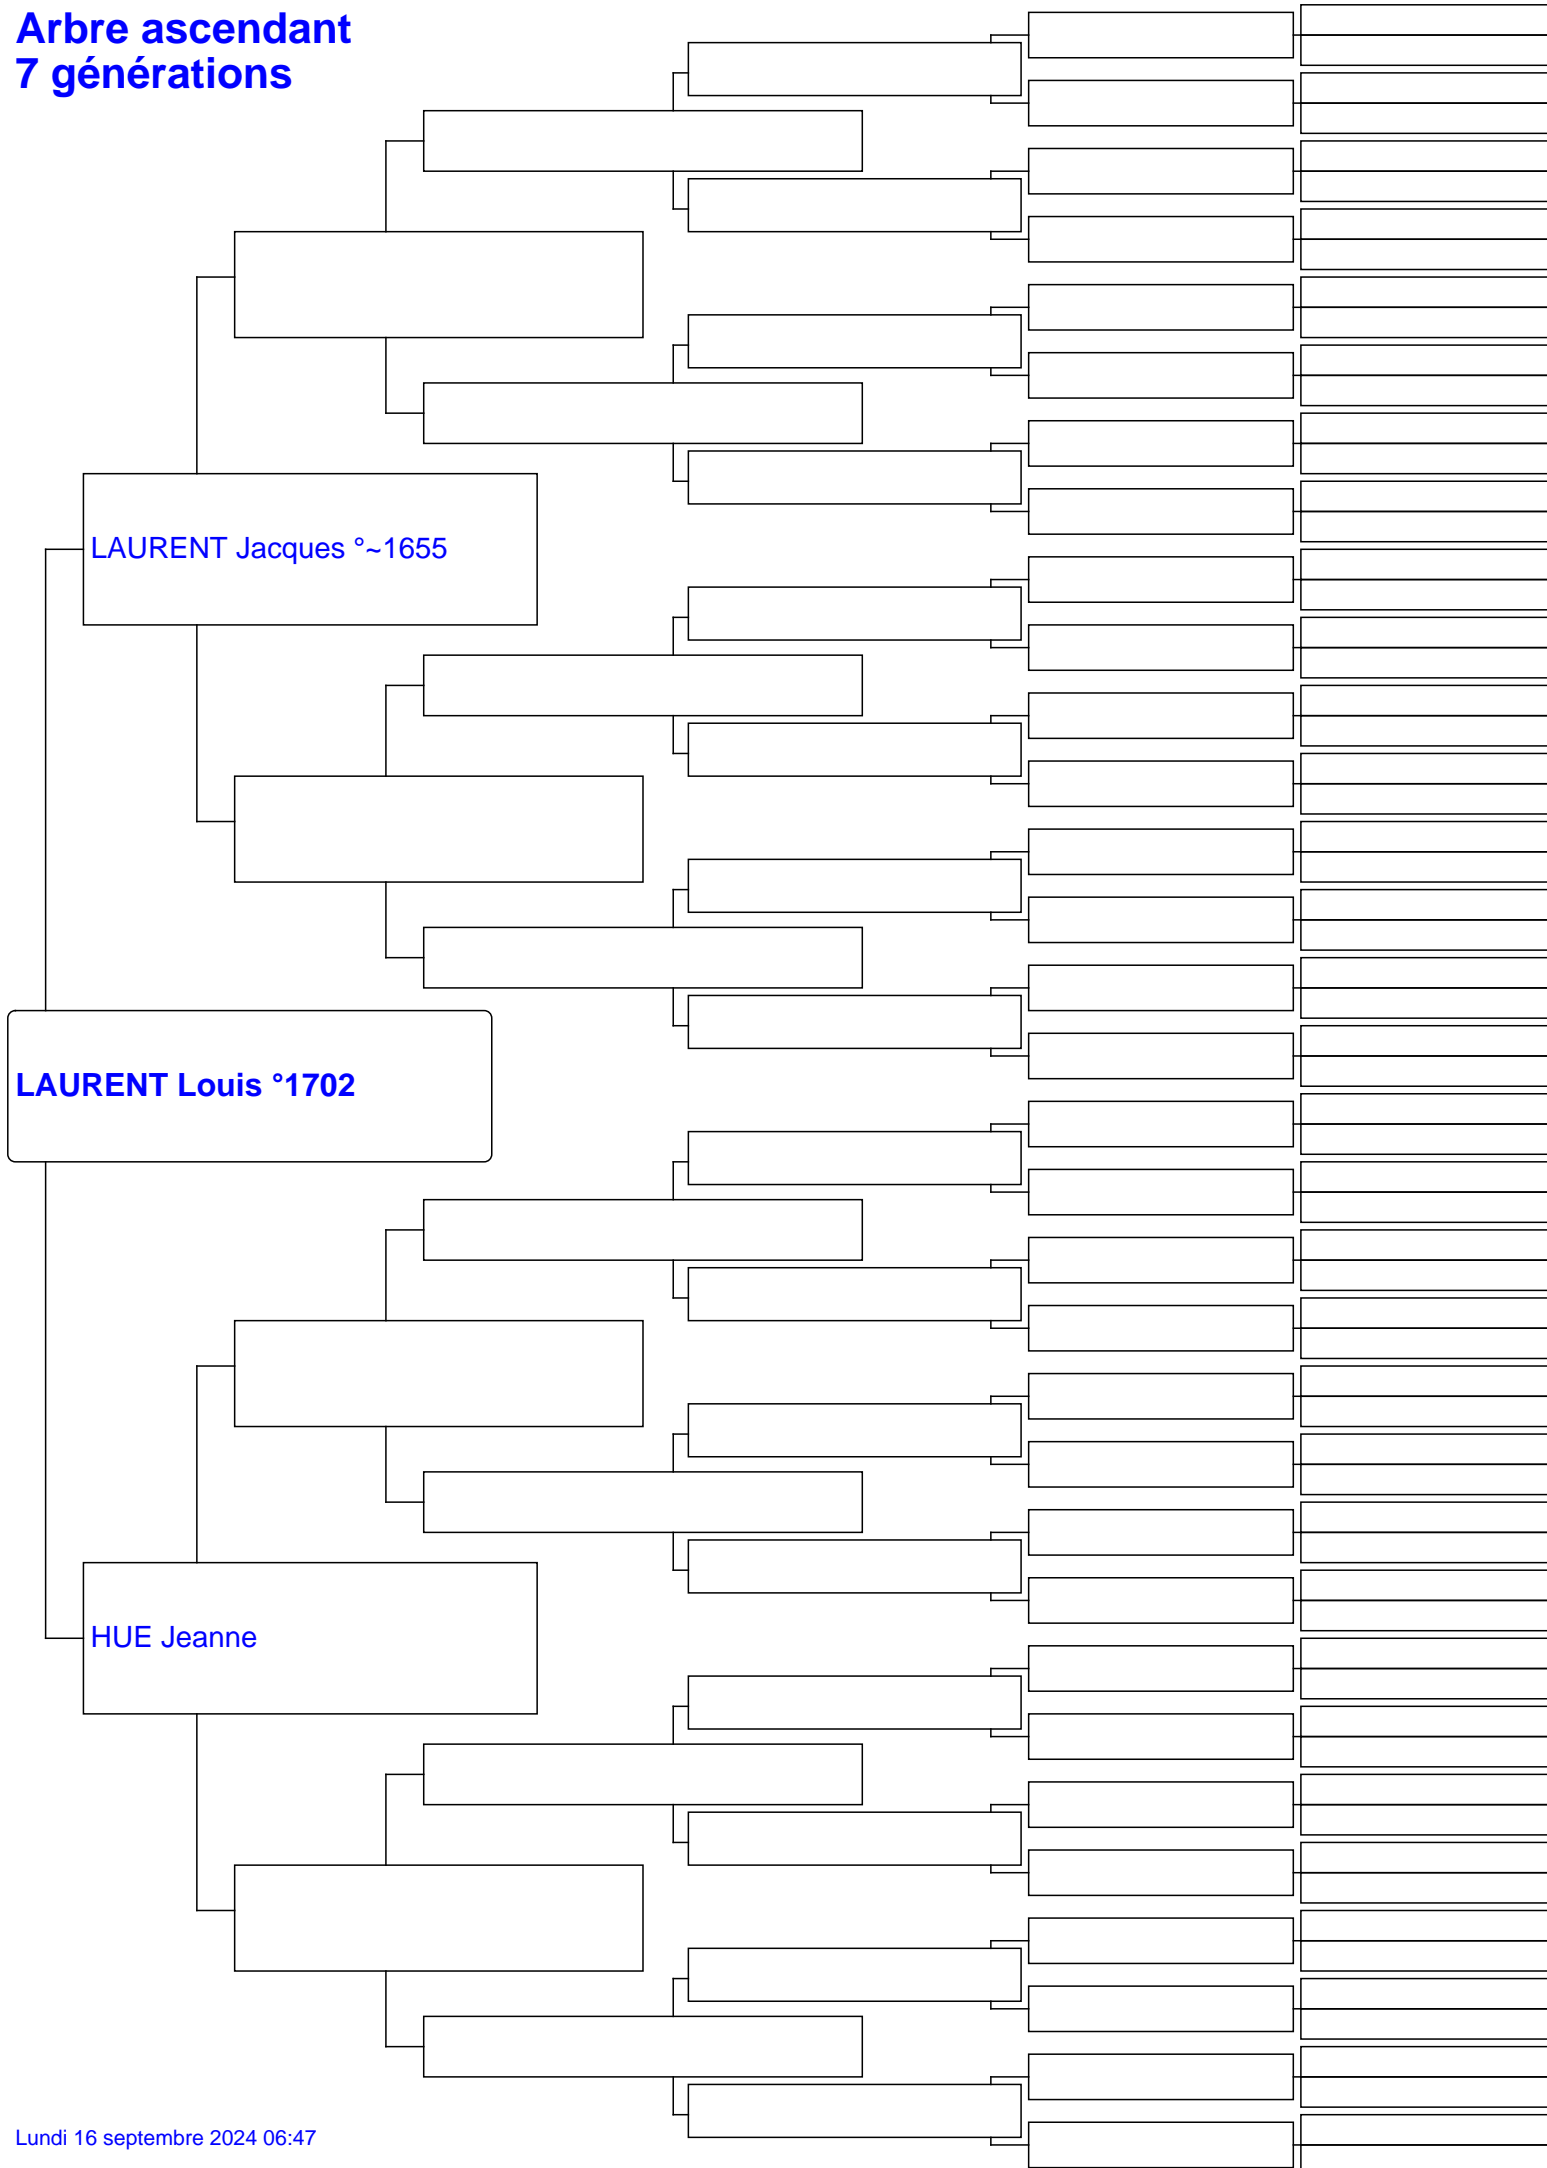 Arbre ascendant
7 générations
LAURENT Jacques °~1655
LAURENT Louis °1702
HUE Jeanne
Lundi 16 septembre 2024 06:47